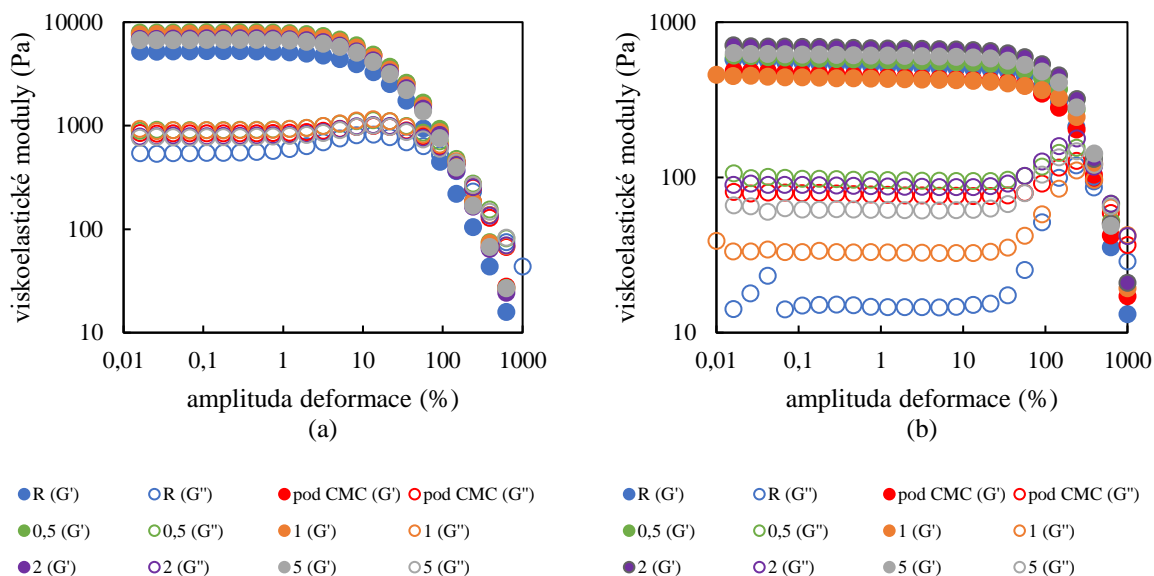 10000
1000
100
10
viskoelastické moduly (Pa)
0,01 0,1 1 10 100 1000
amplituda deformace (%)
(a)
1000
100
10
viskoelastické moduly (Pa)
0,01 0,1 1 10 100 1000
amplituda deformace (%)
(b)
R (G') R (G'') pod CMC (G') pod CMC (G'')
0,5 (G') 0,5 (G'') 1 (G') 1 (G'')
2 (G') 2 (G'') 5 (G') 5 (G'')
R (G') R (G'') pod CMC (G') pod CMC (G'')
0,5 (G') 0,5 (G'') 1 (G') 1 (G'')
2 (G') 2 (G'') 5 (G') 5 (G'')